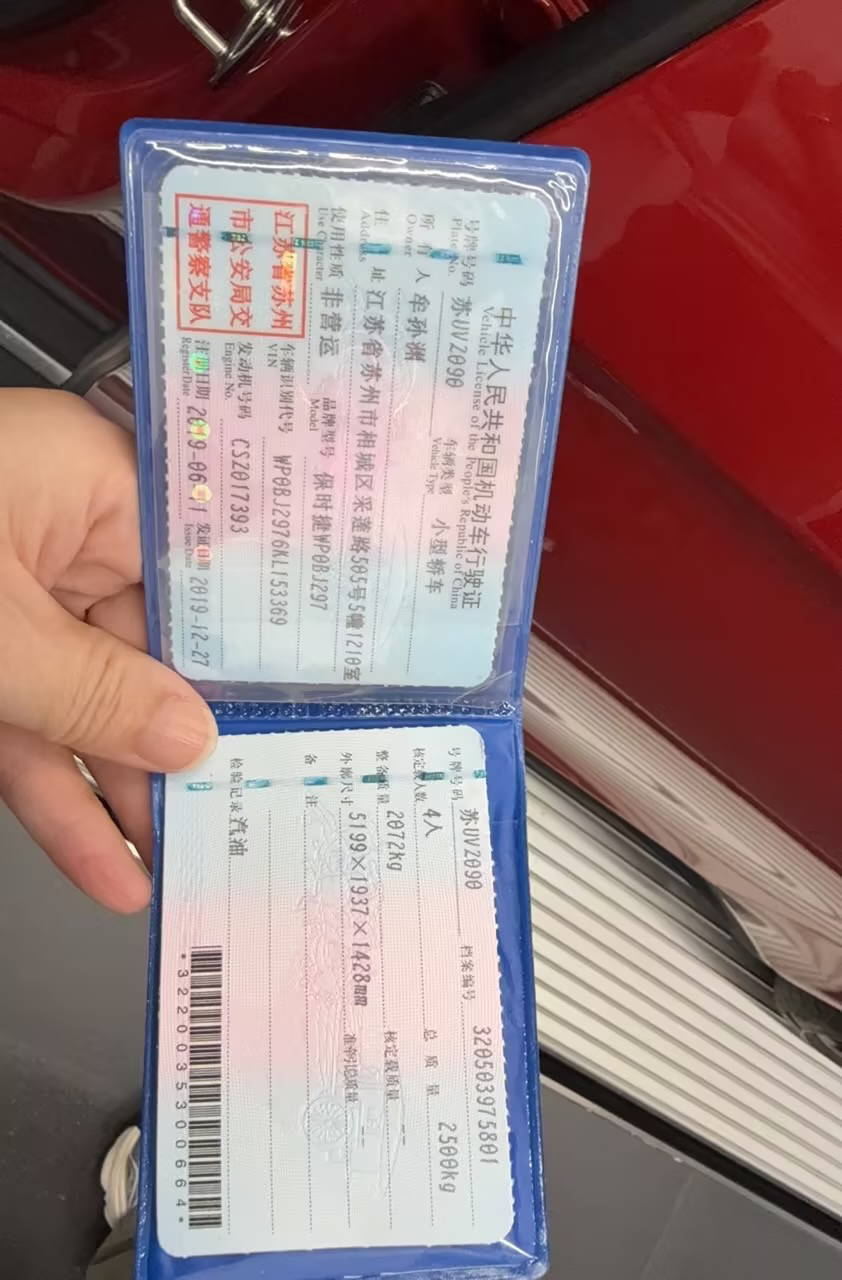 中华人民共和国机动车行驶证
Vehicle License of the People's Republic of China
号牌号码 苏UV2090 车辆类型 小型轿车
Plate No. Vehicle Type
所有人 牟孙渊
Owner
住址 江苏省苏州市相城区采莲路505号5幢1210室
Address
使用性质 非营运 品牌型号 保时捷WP0BJ297
Use Character Model
江苏省苏州
市公安局交
通警察支队
车辆识别代号 WP0BJ2976KL153369
VIN
发动机号码 CSZ017393
Engine No.
注册日期 2019-06-11 发证日期 2019-12-27
Register Date Issue Date
号牌号码 苏UV2090 档案编号 320503975801
核定载人数 4人 总质量 2500kg
整备质量 2072kg 核定载质量 --
外廓尺寸 5199×1937×1428mm 准牵引总质量
备注
检验记录 汽油
*3220035300664*